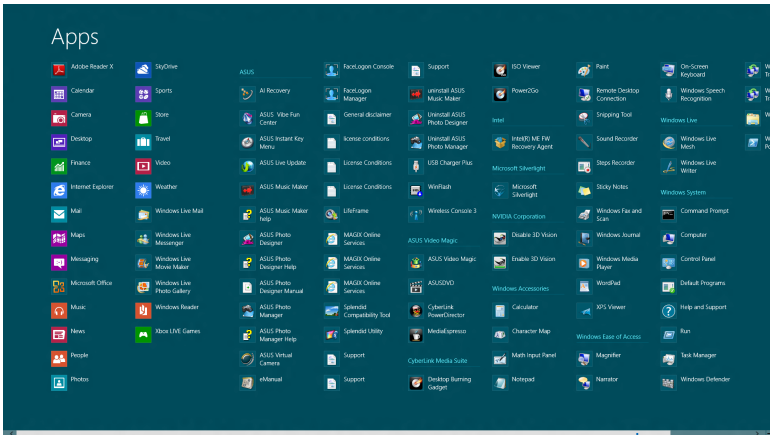 Apps
Adobe Reader X
Calendar
Camera
Desktop
Finance
Internet Explorer
Mail
Maps
Messaging
Microsoft Office
Music
News
People
Photos
SkyDrive
Sports
Store
Travel
Video
Weather
Windows Live Mail
Windows Live
Messenger
Windows Live
Movie Maker
Windows Live
Photo Gallery
Windows Reader
Xbox LIVE Games
ASUS
AI Recovery
ASUS Vibe Fun
Center
ASUS Instant Key
Menu
ASUS Live Update
ASUS Music Maker
ASUS Music Maker
help
ASUS Photo
Designer
ASUS Photo
Designer Help
ASUS Photo
Designer Manual
ASUS Photo
Manager
ASUS Photo
Manager Help
ASUS Virtual
Camera
eManual
FaceLogon Console
FaceLogon
Manager
General disclaimer
license conditions
License Conditions
License Conditions
LifeFrame
MAGIX Online
Services
MAGIX Online
Services
MAGIX Online
Services
Splendid
Compatibility Tool
Splendid Utility
Support
Support
Support
uninstall ASUS
Music Maker
Uninstall ASUS
Photo Designer
Uninstall ASUS
Photo Manager
USB Charger Plus
WinFlash
Wireless Console 3
ASUS Video Magic
ASUS Video Magic
ASUSDVD
CyberLink
PowerDirector
MediaEspresso
CyberLink Media Suite
Desktop Burning
Gadget
ISO Viewer
Power2Go
Intel
Intel(R) ME FW
Recovery Agent
Microsoft Silverlight
Microsoft
Silverlight
NVIDIA Corporation
Disable 3D Vision
Enable 3D Vision
Windows Accessories
Calculator
Character Map
Math Input Panel
Notepad
Paint
Remote Desktop
Connection
Snipping Tool
Sound Recorder
Steps Recorder
Sticky Notes
Windows Fax and
Scan
Windows Journal
Windows Media
Player
WordPad
XPS Viewer
Windows Ease of Access
Magnifier
Narrator
On-Screen
Keyboard
Windows Speech
Recognition
Windows Live
Windows Live
Mesh
Windows Live
Writer
Windows System
Command Prompt
Computer
Control Panel
Default Programs
Help and Support
Run
Task Manager
Windows Defender